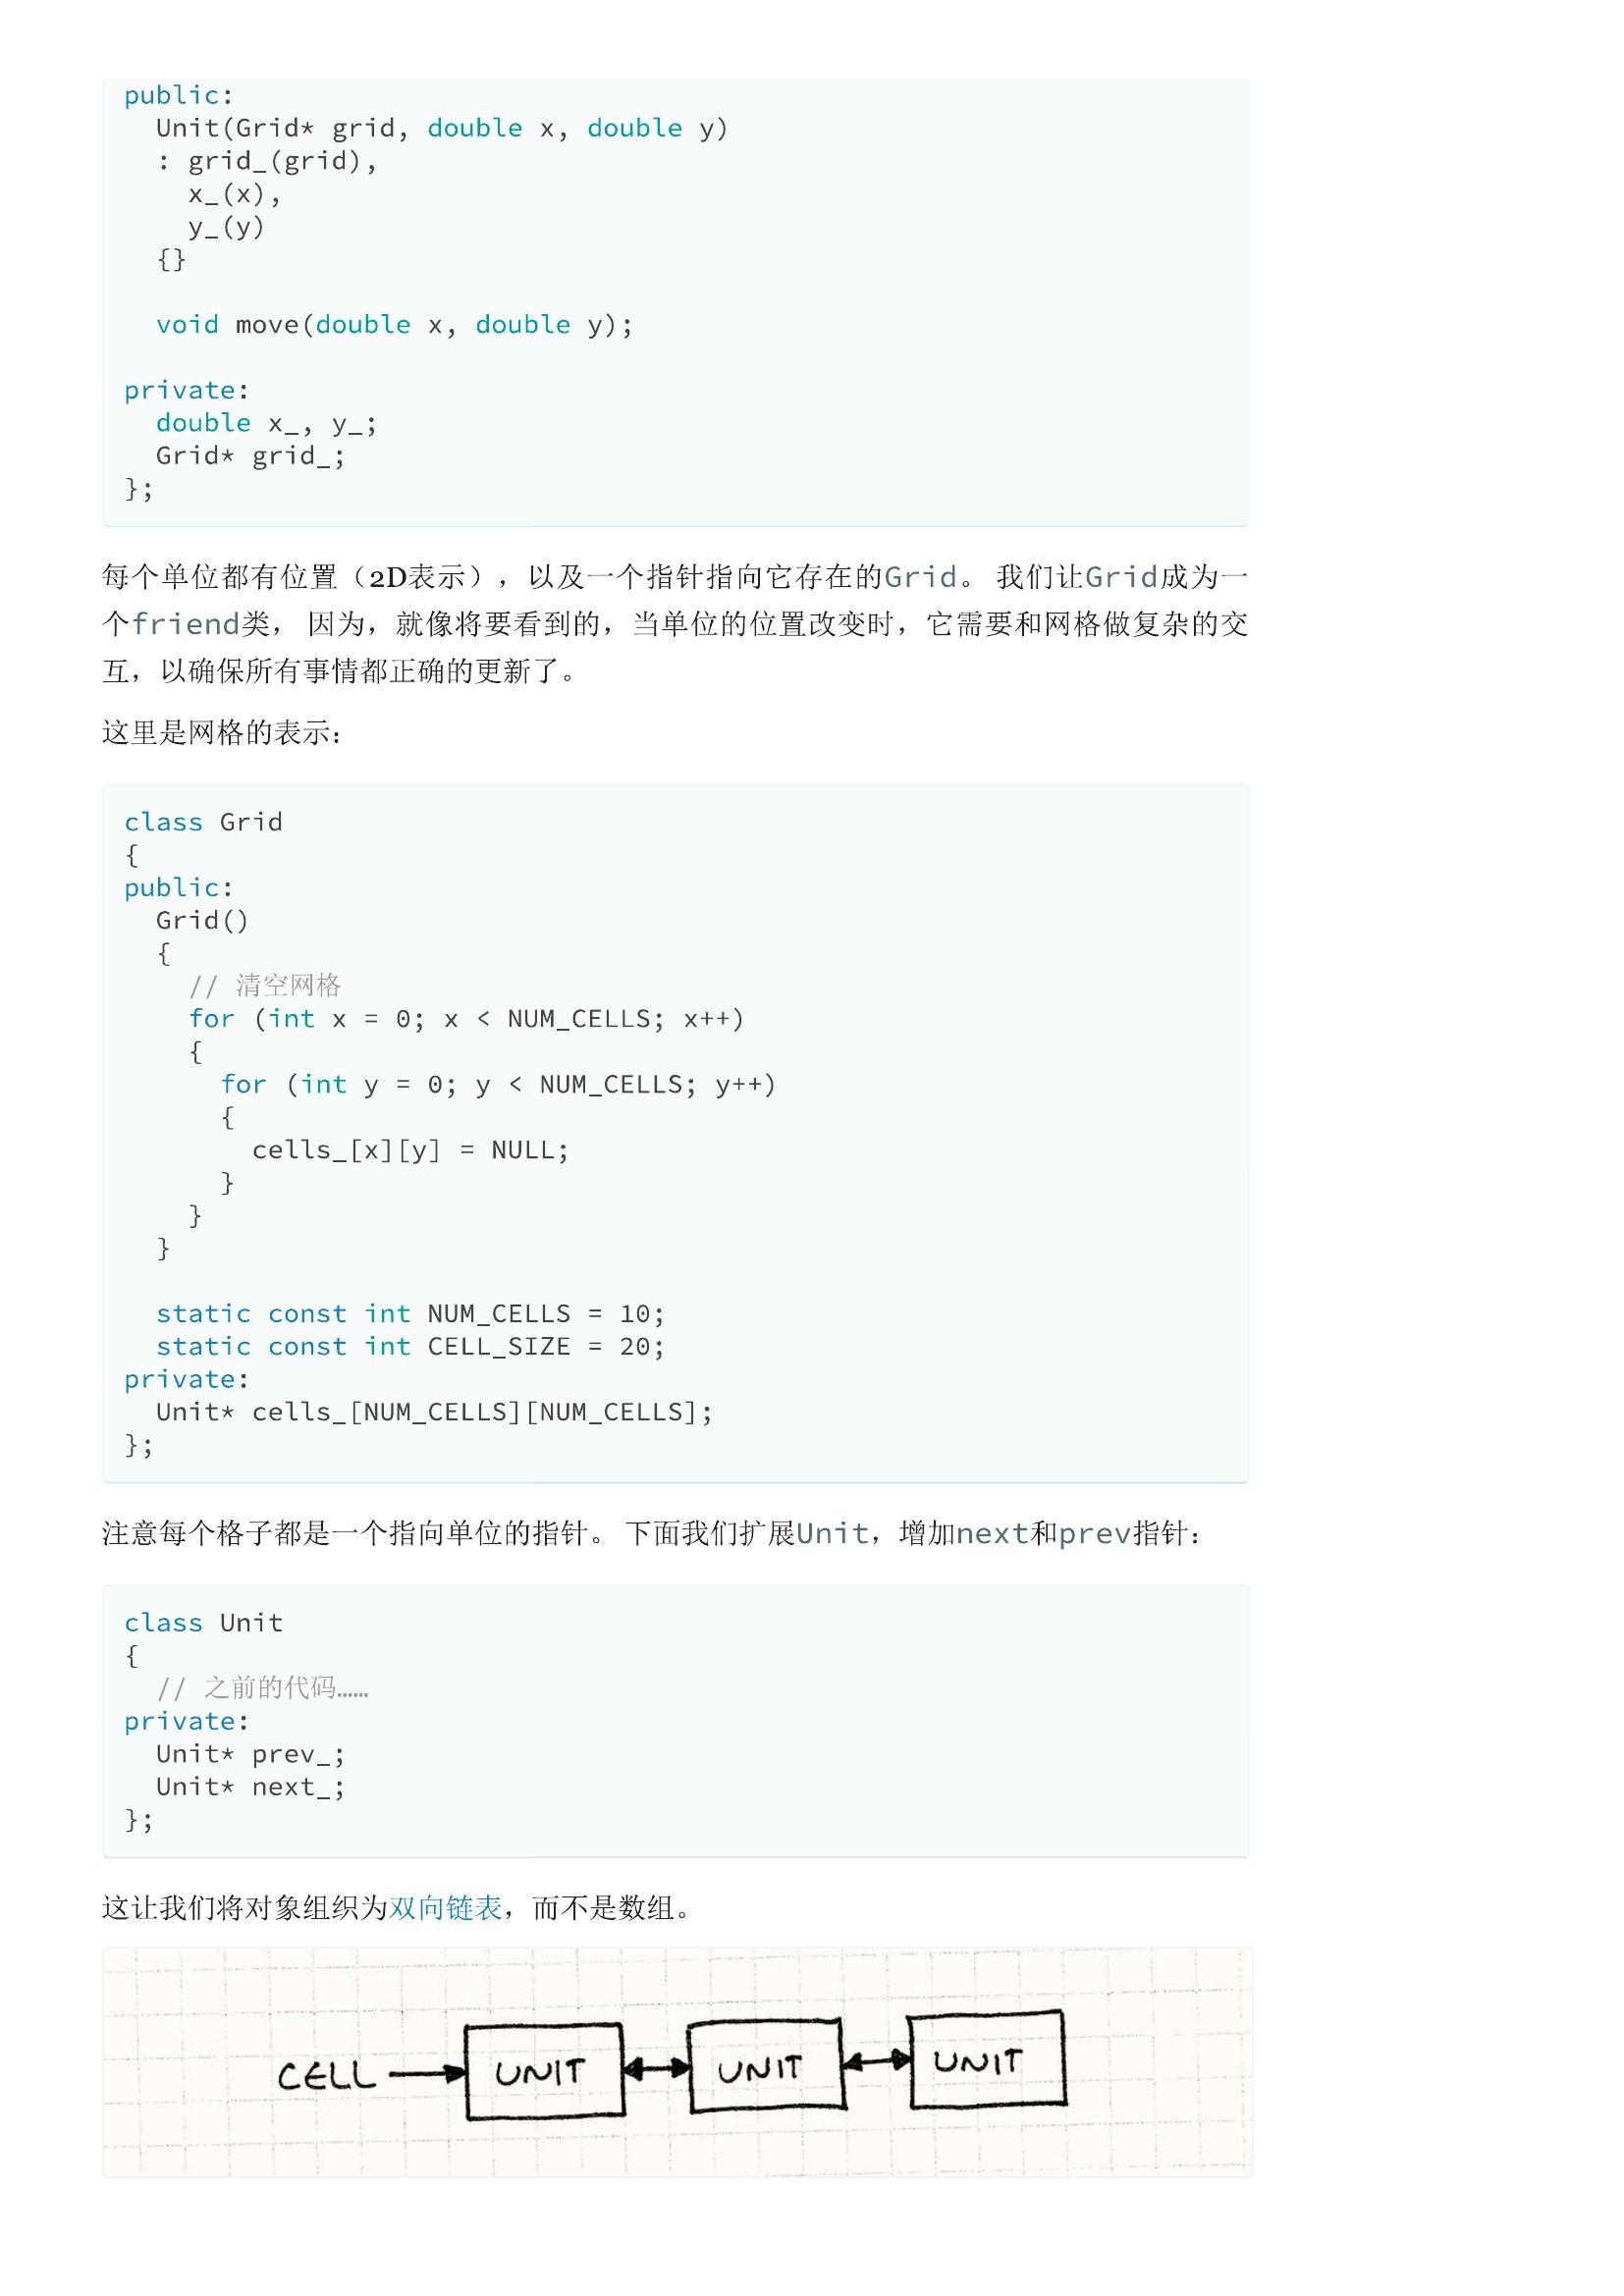 public:
  Unit(Grid* grid, double x, double y)
  : grid_(grid),
    x_(x),
    y_(y)
  {}

  void move(double x, double y);

private:
  double x_, y_;
  Grid* grid_;
};
每个单位都有位置（2D表示），以及一个指针指向它存在的Grid。 我们让Grid成为一
个friend类， 因为，就像将要看到的，当单位的位置改变时，它需要和网格做复杂的交
互，以确保所有事情都正确的更新了。
这里是网格的表示：
class Grid
{
public:
  Grid()
  {
    // 清空网格
    for (int x = 0; x < NUM_CELLS; x++)
    {
      for (int y = 0; y < NUM_CELLS; y++)
      {
        cells_[x][y] = NULL;
      }
    }
  }

  static const int NUM_CELLS = 10;
  static const int CELL_SIZE = 20;
private:
  Unit* cells_[NUM_CELLS][NUM_CELLS];
};
注意每个格子都是一个指向单位的指针。 下面我们扩展Unit，增加next和prev指针：
class Unit
{
  // 之前的代码……
private:
  Unit* prev_;
  Unit* next_;
};
这让我们将对象组织为双向链表，而不是数组。
CELL UNIT UNIT UNIT